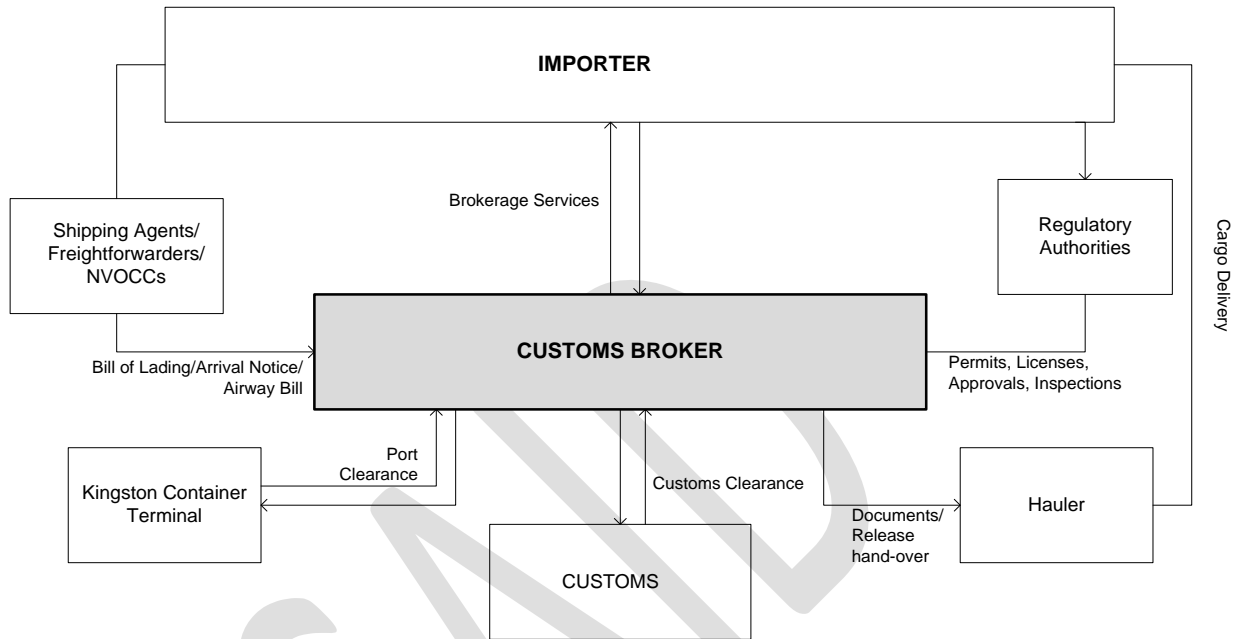 IMPORTER
Brokerage Services
Shipping Agents/
Freightforwarders/
NVOCCs
Regulatory
Authorities
Cargo Delivery
CUSTOMS BROKER
Bill of Lading/Arrival Notice/
Airway Bill
Permits, Licenses,
Approvals, Inspections
Port
Clearance
Kingston Container
Terminal
Customs Clearance
Documents/
Release
hand-over
Hauler
CUSTOMS